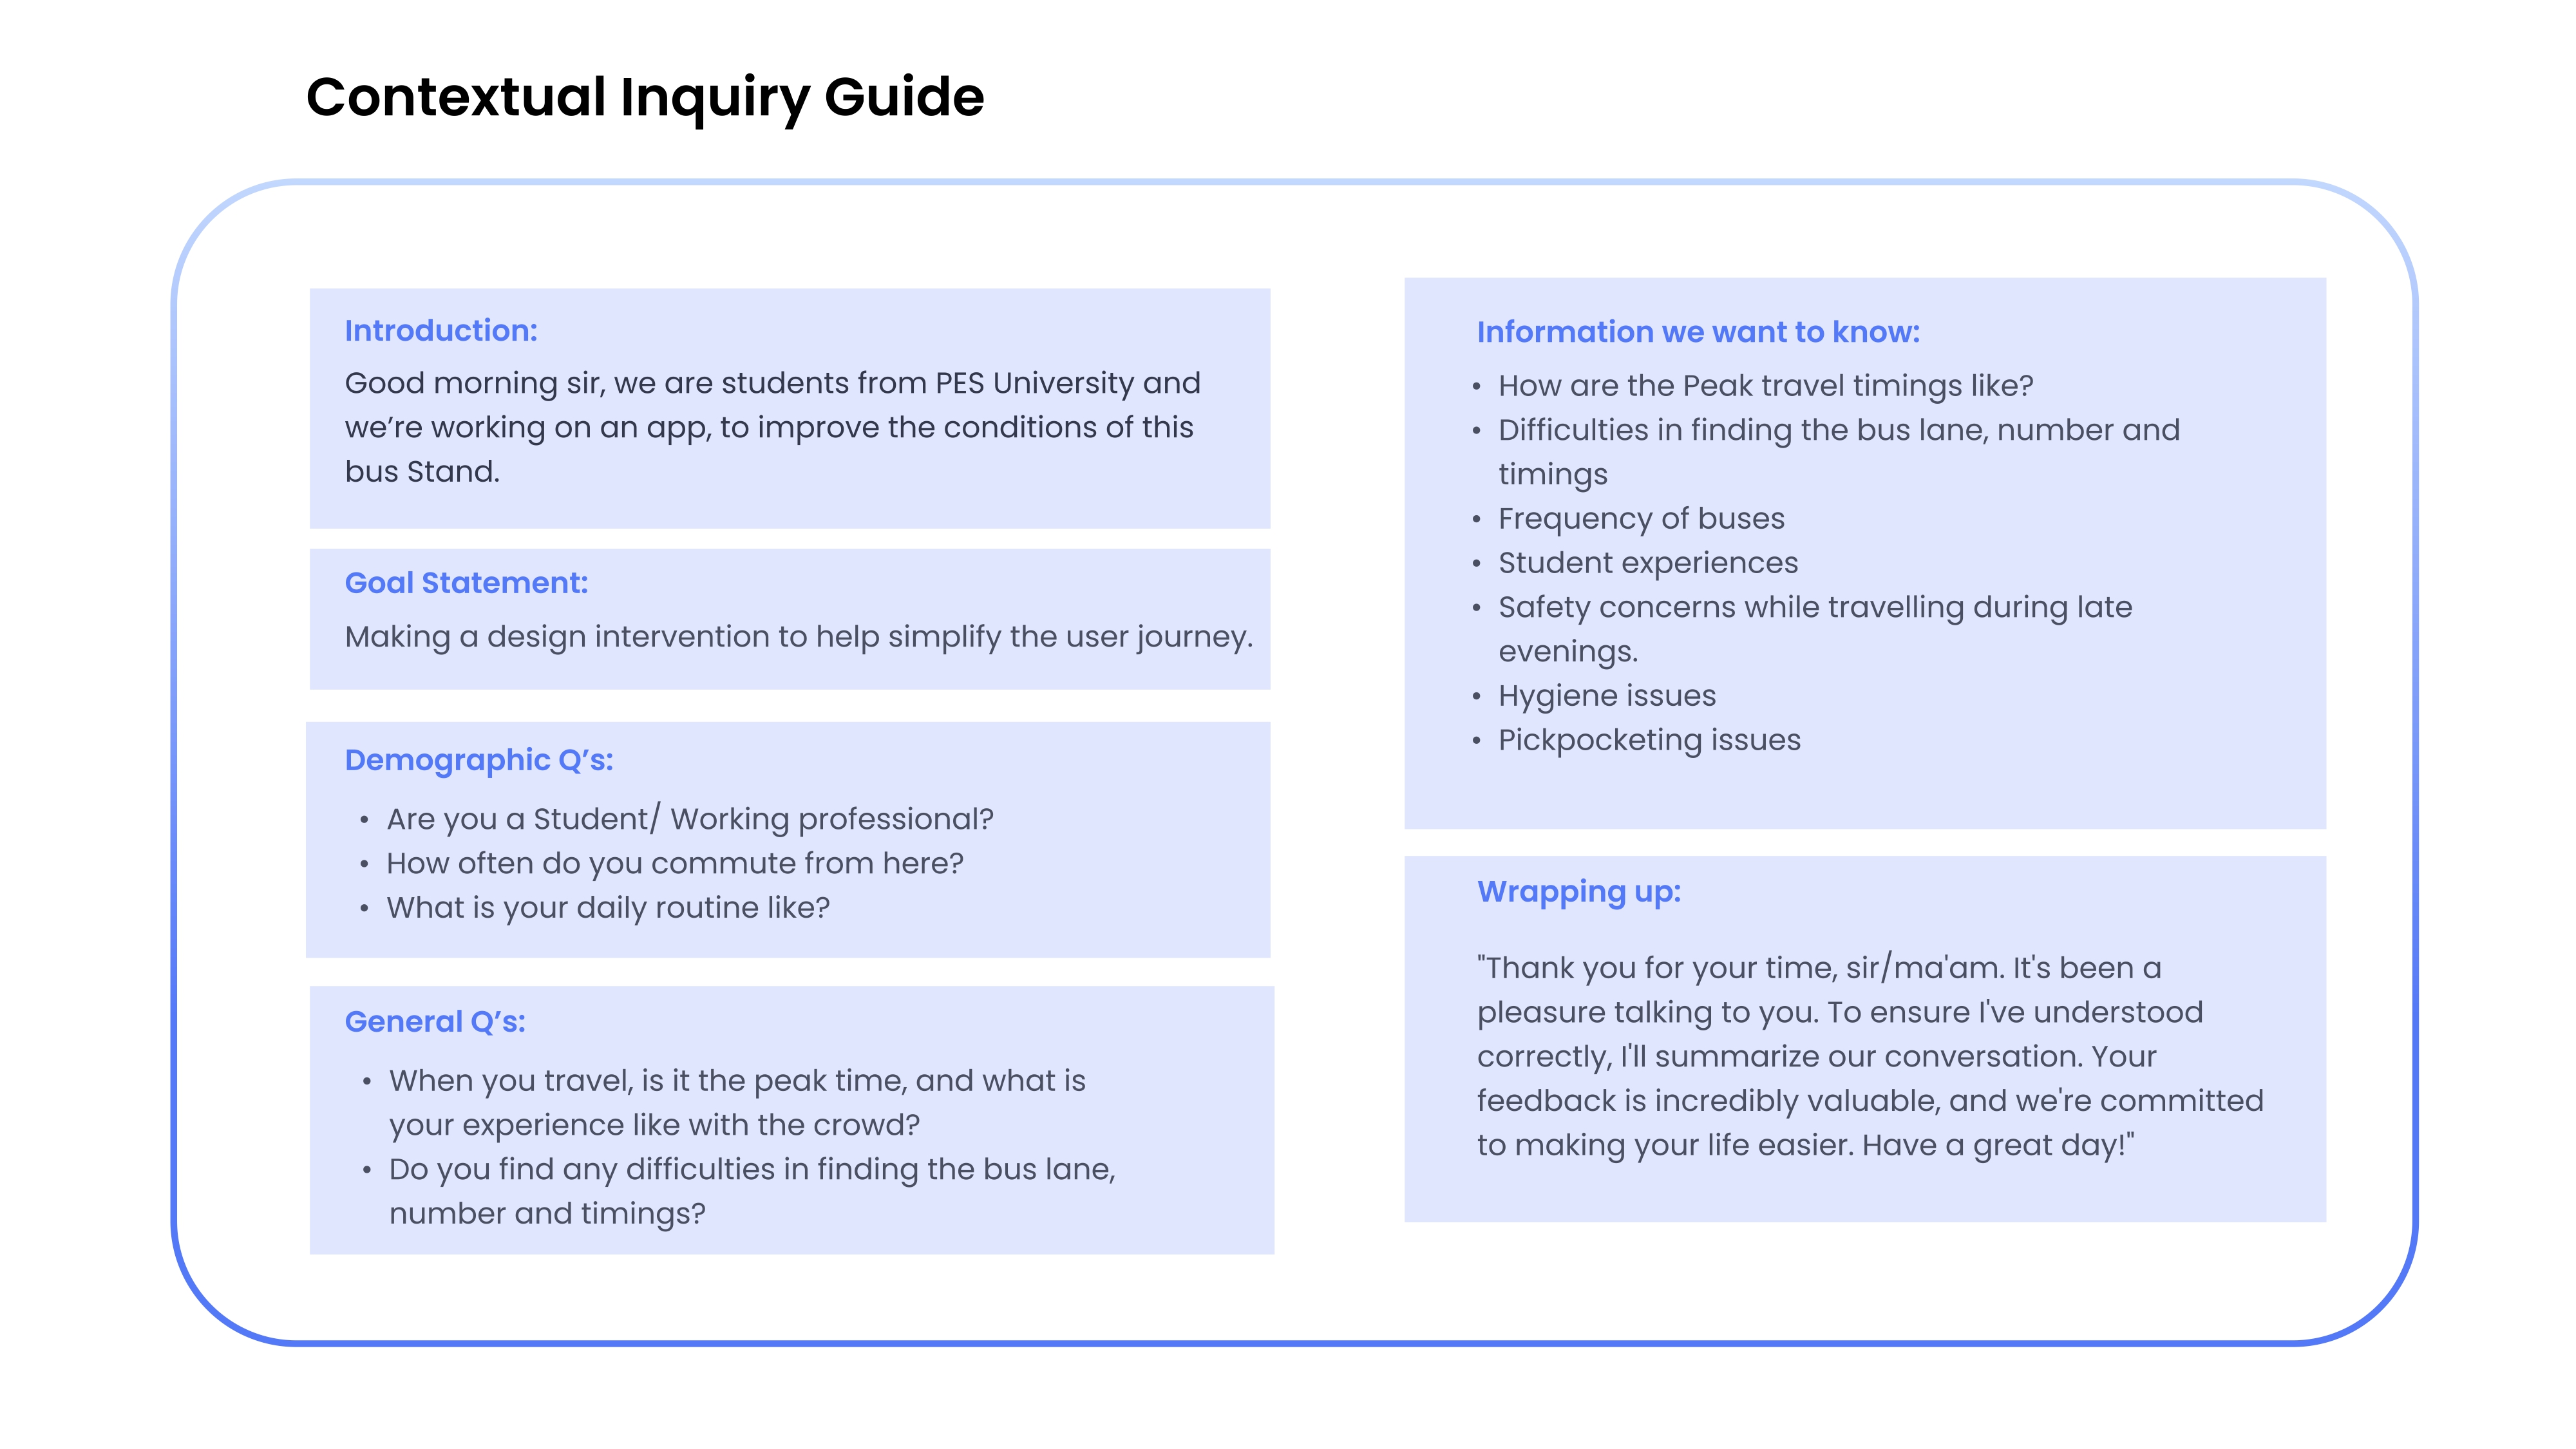 Contextual Inquiry Guide
Introduction:
Good morning sir, we are students from PES University and
we’re working on an app, to improve the conditions of this
bus Stand.
Goal Statement:
Making a design intervention to help simplify the user journey.
Demographic Q’s:
• Are you a Student/ Working professional?
• How often do you commute from here?
• What is your daily routine like?
General Q’s:
• When you travel, is it the peak time, and what is
your experience like with the crowd?
• Do you find any difficulties in finding the bus lane,
number and timings?
Information we want to know:
• How are the Peak travel timings like?
• Difficulties in finding the bus lane, number and
timings
• Frequency of buses
• Student experiences
• Safety concerns while travelling during late
evenings.
• Hygiene issues
• Pickpocketing issues
Wrapping up:
"Thank you for your time, sir/ma'am. It's been a
pleasure talking to you. To ensure I've understood
correctly, I'll summarize our conversation. Your
feedback is incredibly valuable, and we're committed
to making your life easier. Have a great day!"